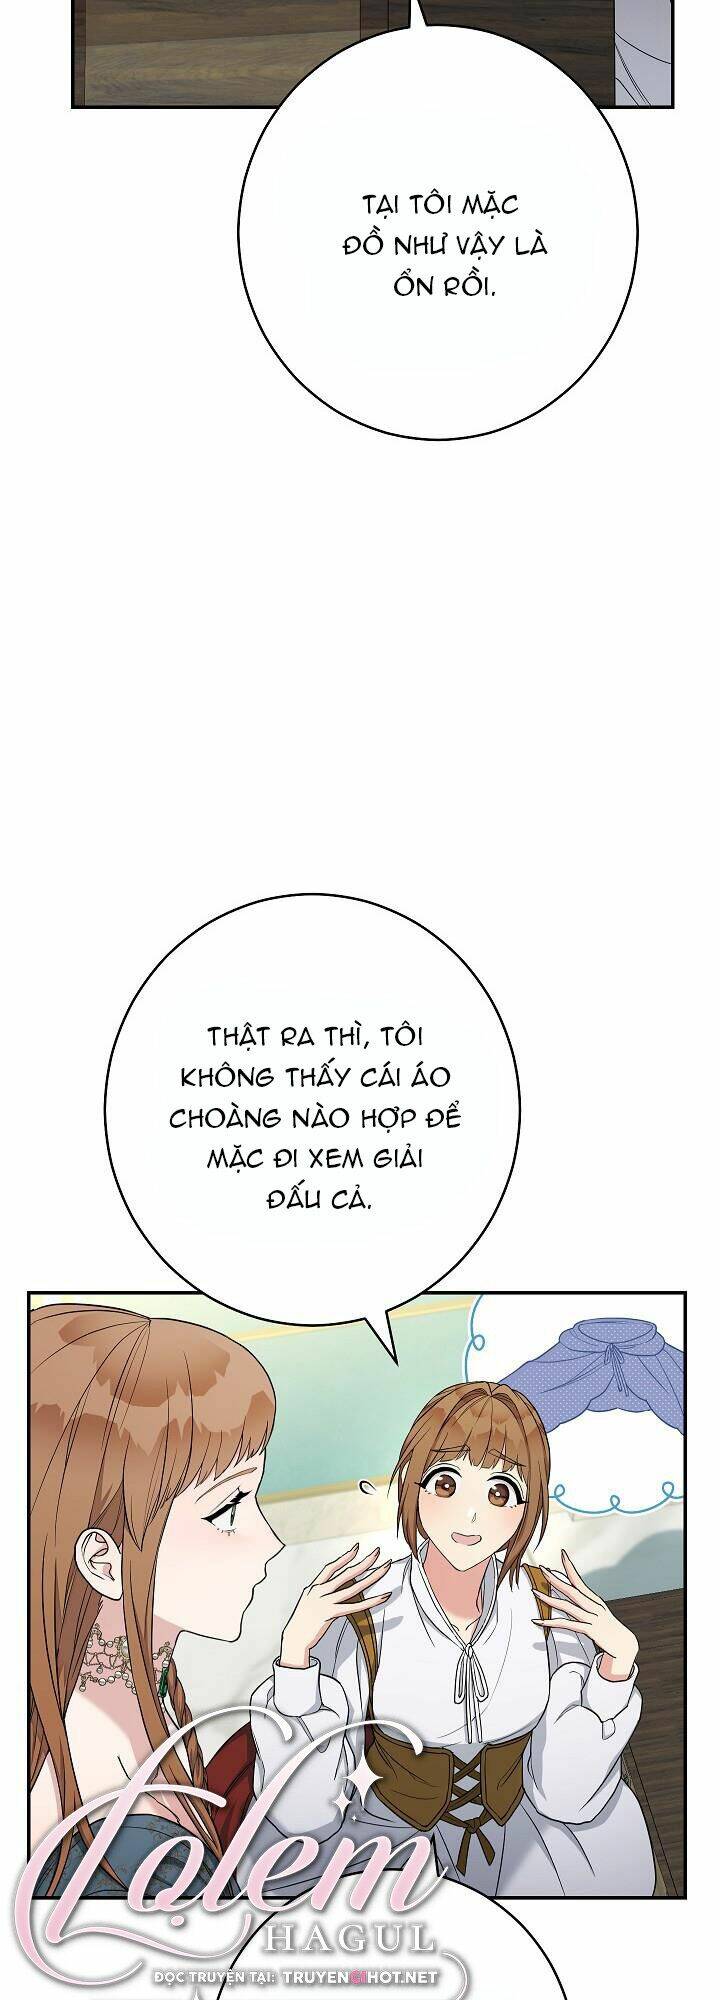 TẠI TÔI MẶC
ĐỒ NHƯ VẬY LÀ
ỔN RỒI.
THẬT RA THÌ, TÔI
KHÔNG THẤY CÁI ÁO
CHOÀNG NÀO HỢP ĐỂ
MẶC ĐI XEM GIẢI
ĐẤU CẢ.
Lọlem
HAGUL
ĐỌC TRUYỆN TẠI: TRUYENGIHOT.NET